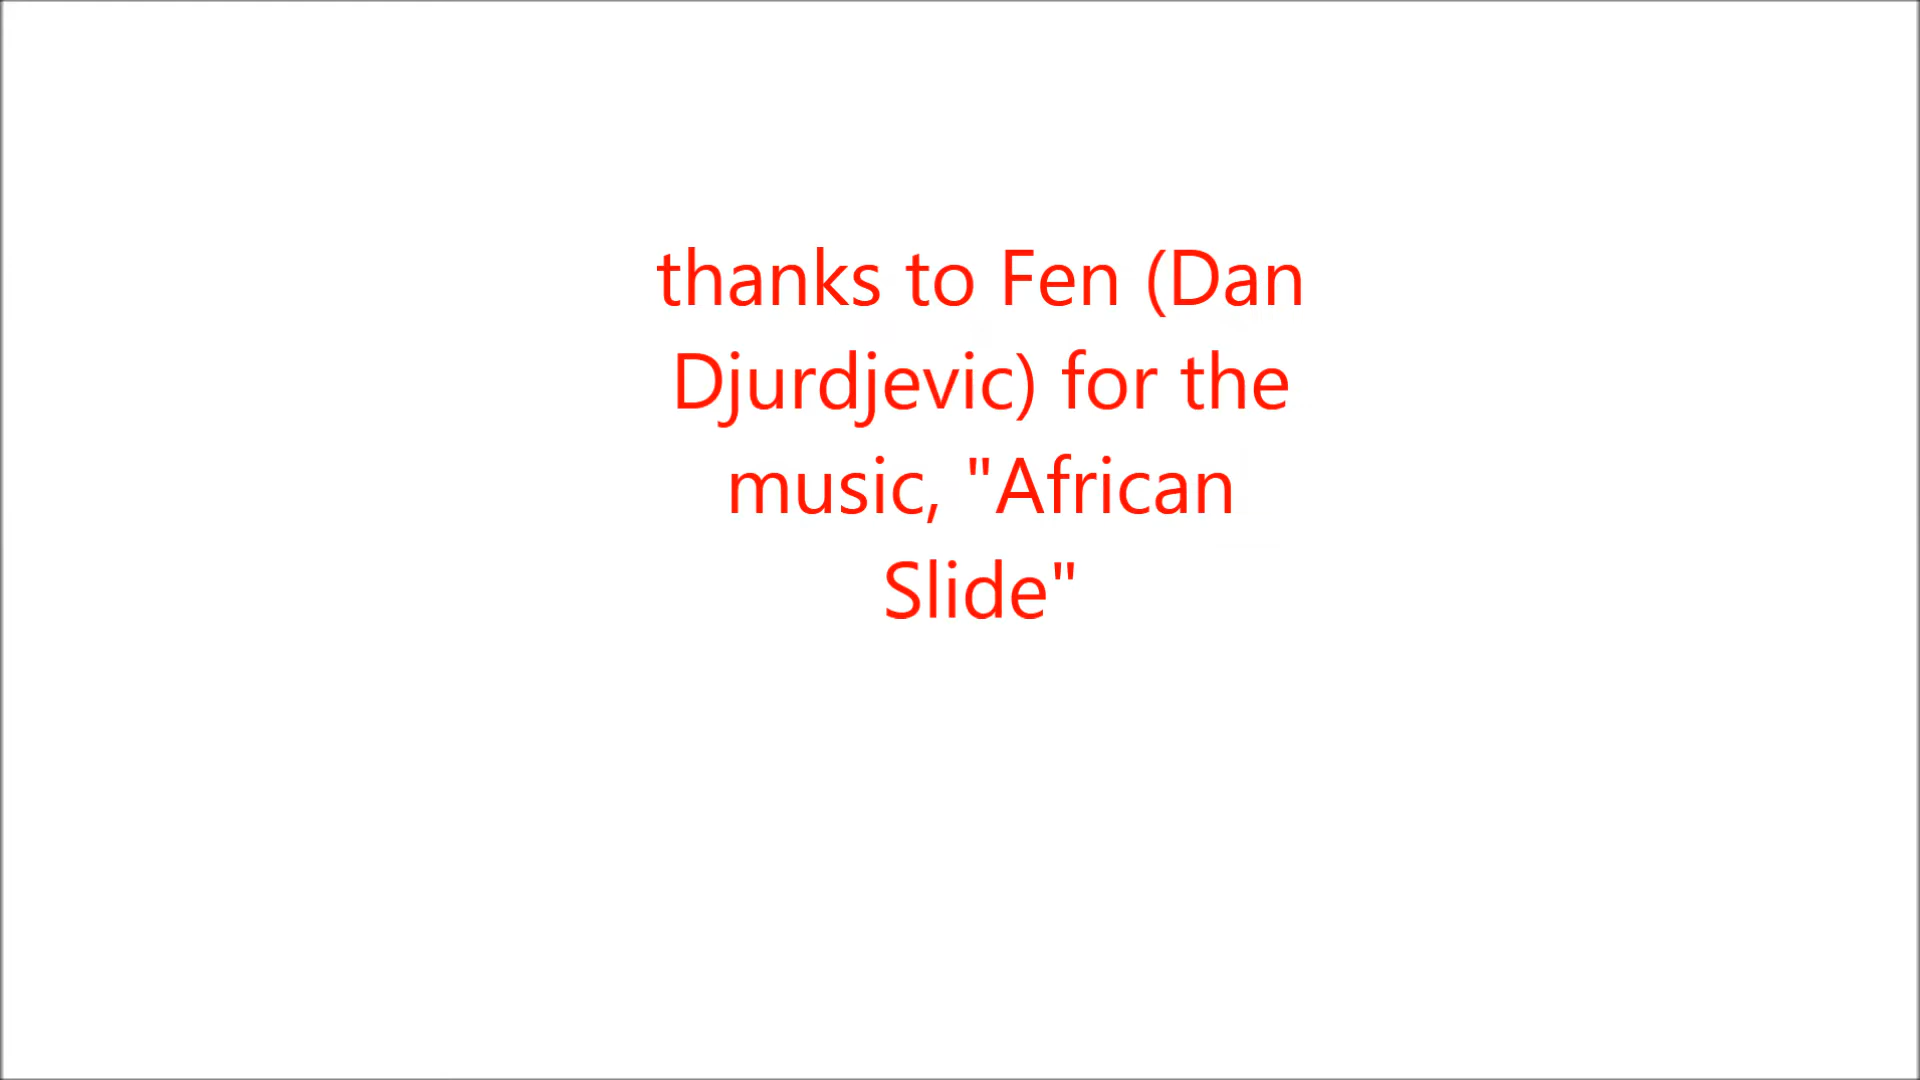 thanks to Fen (Dan
Djurdjevic) for the
music, "African
Slide"